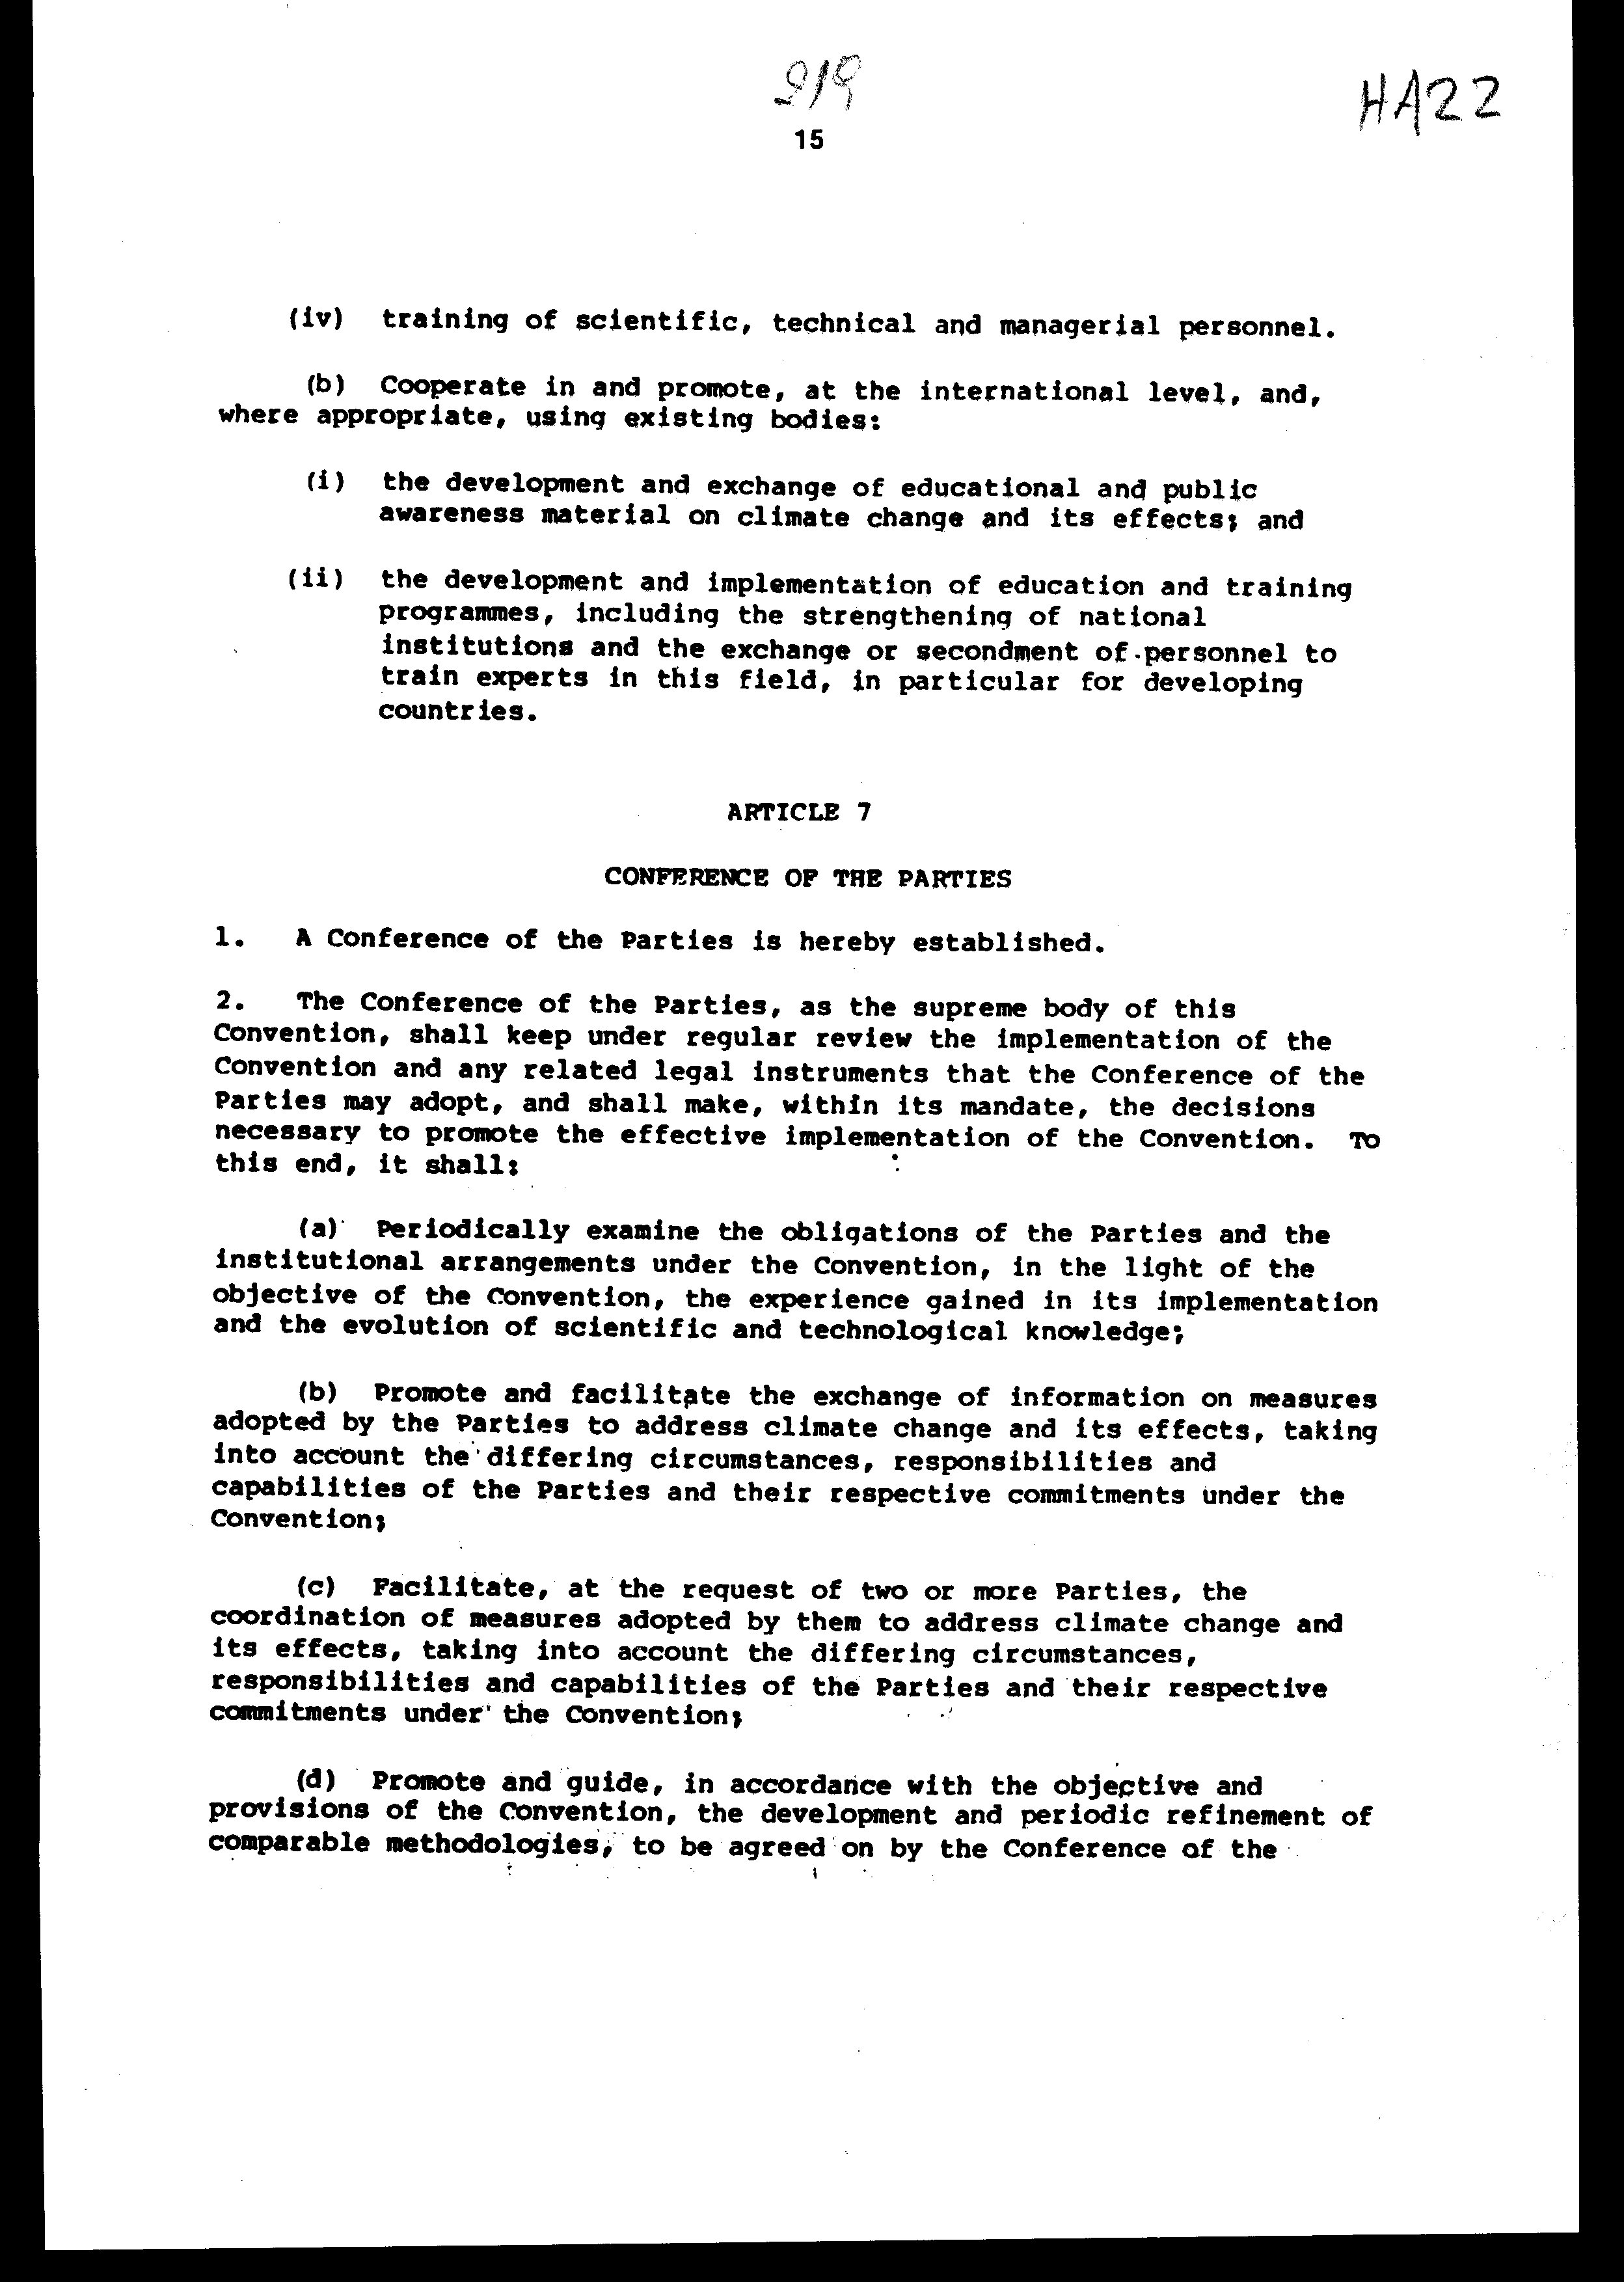 219
HA22
15
(iv) training of scientific, technical and managerial personnel.
(b) Cooperate in and promote, at the international level, and,
where appropriate, using existing bodies:
(i) the development and exchange of educational and public
awareness material on climate change and its effects; and
(ii) the development and implementation of education and training
programmes, including the strengthening of national
institutions and the exchange or secondment of personnel to
train experts in this field, in particular for developing
countries.
ARTICLE 7
CONFERENCE OF THE PARTIES
1. A Conference of the Parties is hereby established.
2. The Conference of the Parties, as the supreme body of this
Convention, shall keep under regular review the implementation of the
Convention and any related legal instruments that the Conference of the
Parties may adopt, and shall make, within its mandate, the decisions
necessary to promote the effective implementation of the Convention. To
this end, it shall:
(a) Periodically examine the obligations of the Parties and the
institutional arrangements under the Convention, in the light of the
objective of the Convention, the experience gained in its implementation
and the evolution of scientific and technological knowledge;
(b) Promote and facilitate the exchange of information on measures
adopted by the Parties to address climate change and its effects, taking
into account the differing circumstances, responsibilities and
capabilities of the Parties and their respective commitments under the
Convention;
(c) Facilitate, at the request of two or more Parties, the
coordination of measures adopted by them to address climate change and
its effects, taking into account the differing circumstances,
responsibilities and capabilities of the Parties and their respective
commitments under the Convention;
(d) Promote and guide, in accordance with the objective and
provisions of the Convention, the development and periodic refinement of
comparable methodologies, to be agreed on by the Conference of the